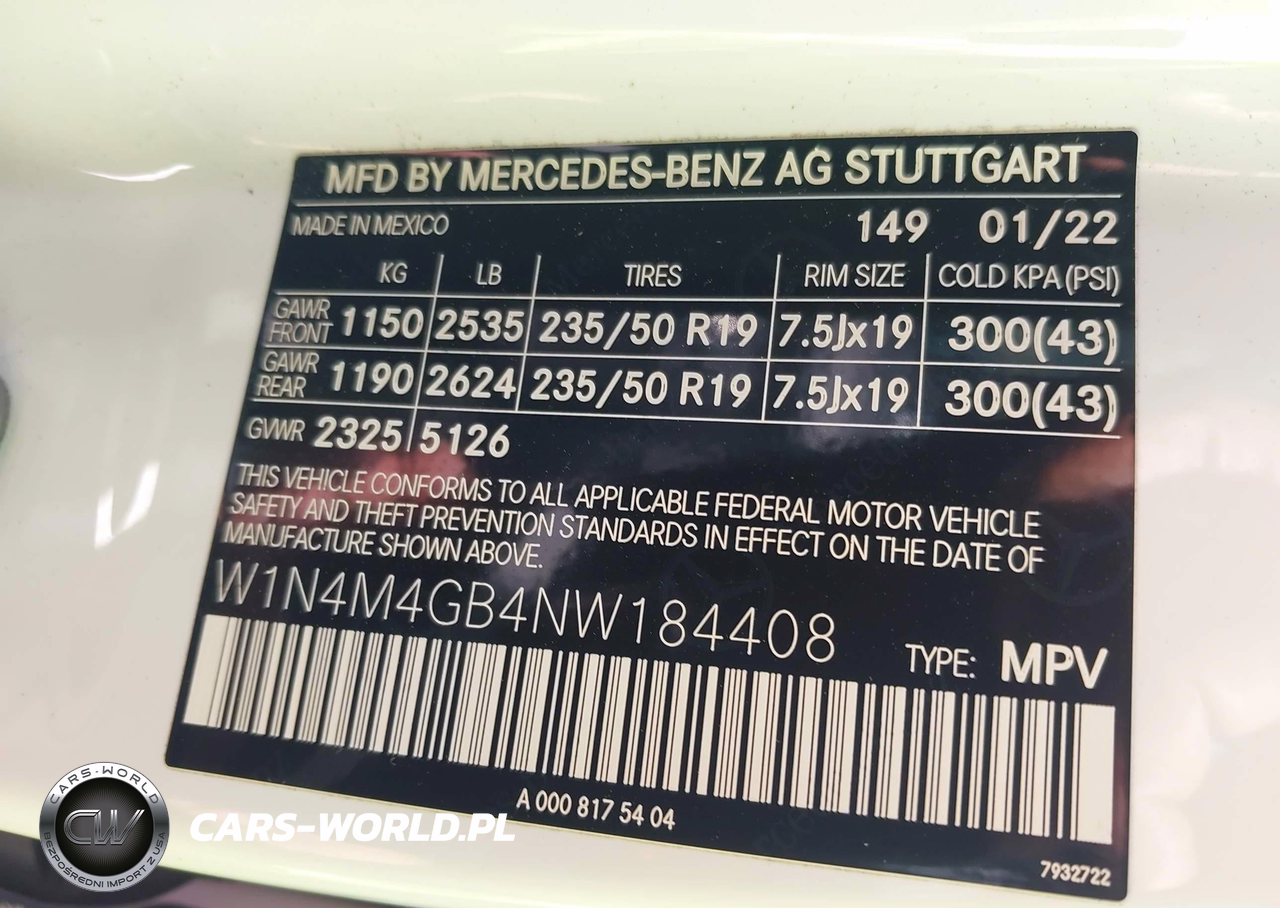 MFD BY MERCEDES-BENZ AG STUTTGART
MADE IN MEXICO 149 01/22
KG LB TIRES RIM SIZE COLD KPA (PSI)
GAWR FRONT 1150 2535 235/50 R19 7.5Jx19 300(43)
GAWR REAR 1190 2624 235/50 R19 7.5Jx19 300(43)
GVWR 2325 5126
THIS VEHICLE CONFORMS TO ALL APPLICABLE FEDERAL MOTOR VEHICLE
SAFETY AND THEFT PREVENTION STANDARDS IN EFFECT ON THE DATE OF
MANUFACTURE SHOWN ABOVE.
W1N4M4GB4NW184408
TYPE: MPV
A 000 817 54 04
7932722
CARS-WORLD
CW
BEZPOŚREDNI IMPORT Z USA
CARS-WORLD.PL